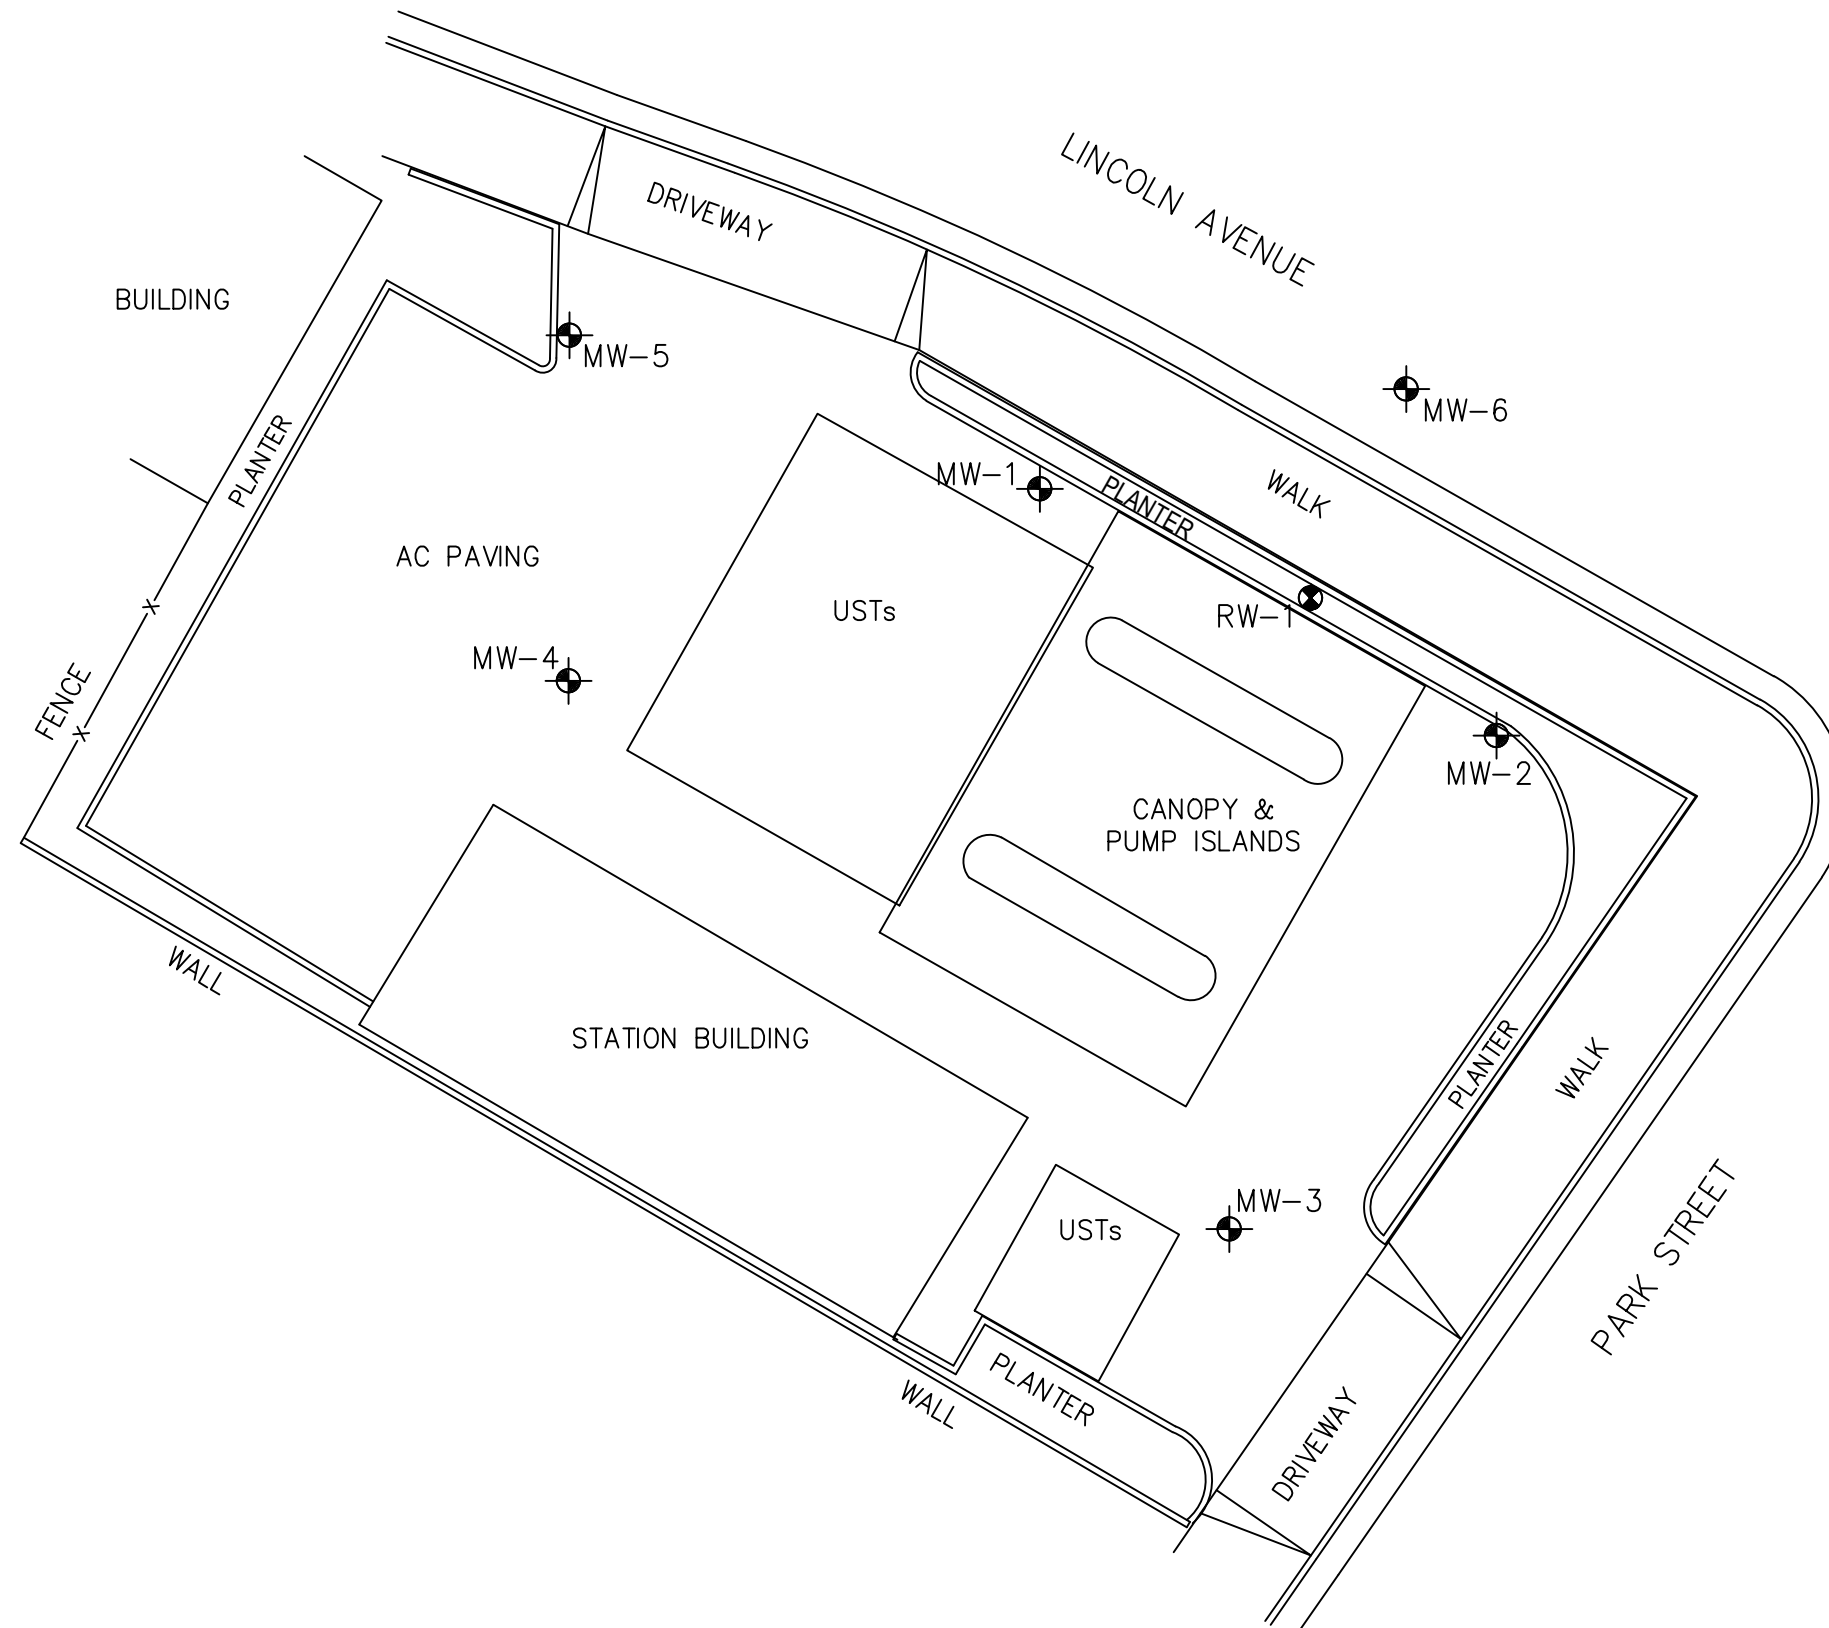 LINCOLN AVENUE
DRIVEWAY
BUILDING
MW-5
MW-6
PLANTER
MW-1
PLANTER
WALK
AC PAVING
USTs
RW-1
MW-4
FENCE
X
X
MW-2
CANOPY &
PUMP ISLANDS
WALL
STATION BUILDING
PLANTER
WALK
MW-3
USTs
PARK STREET
PLANTER
WALL
DRIVEWAY